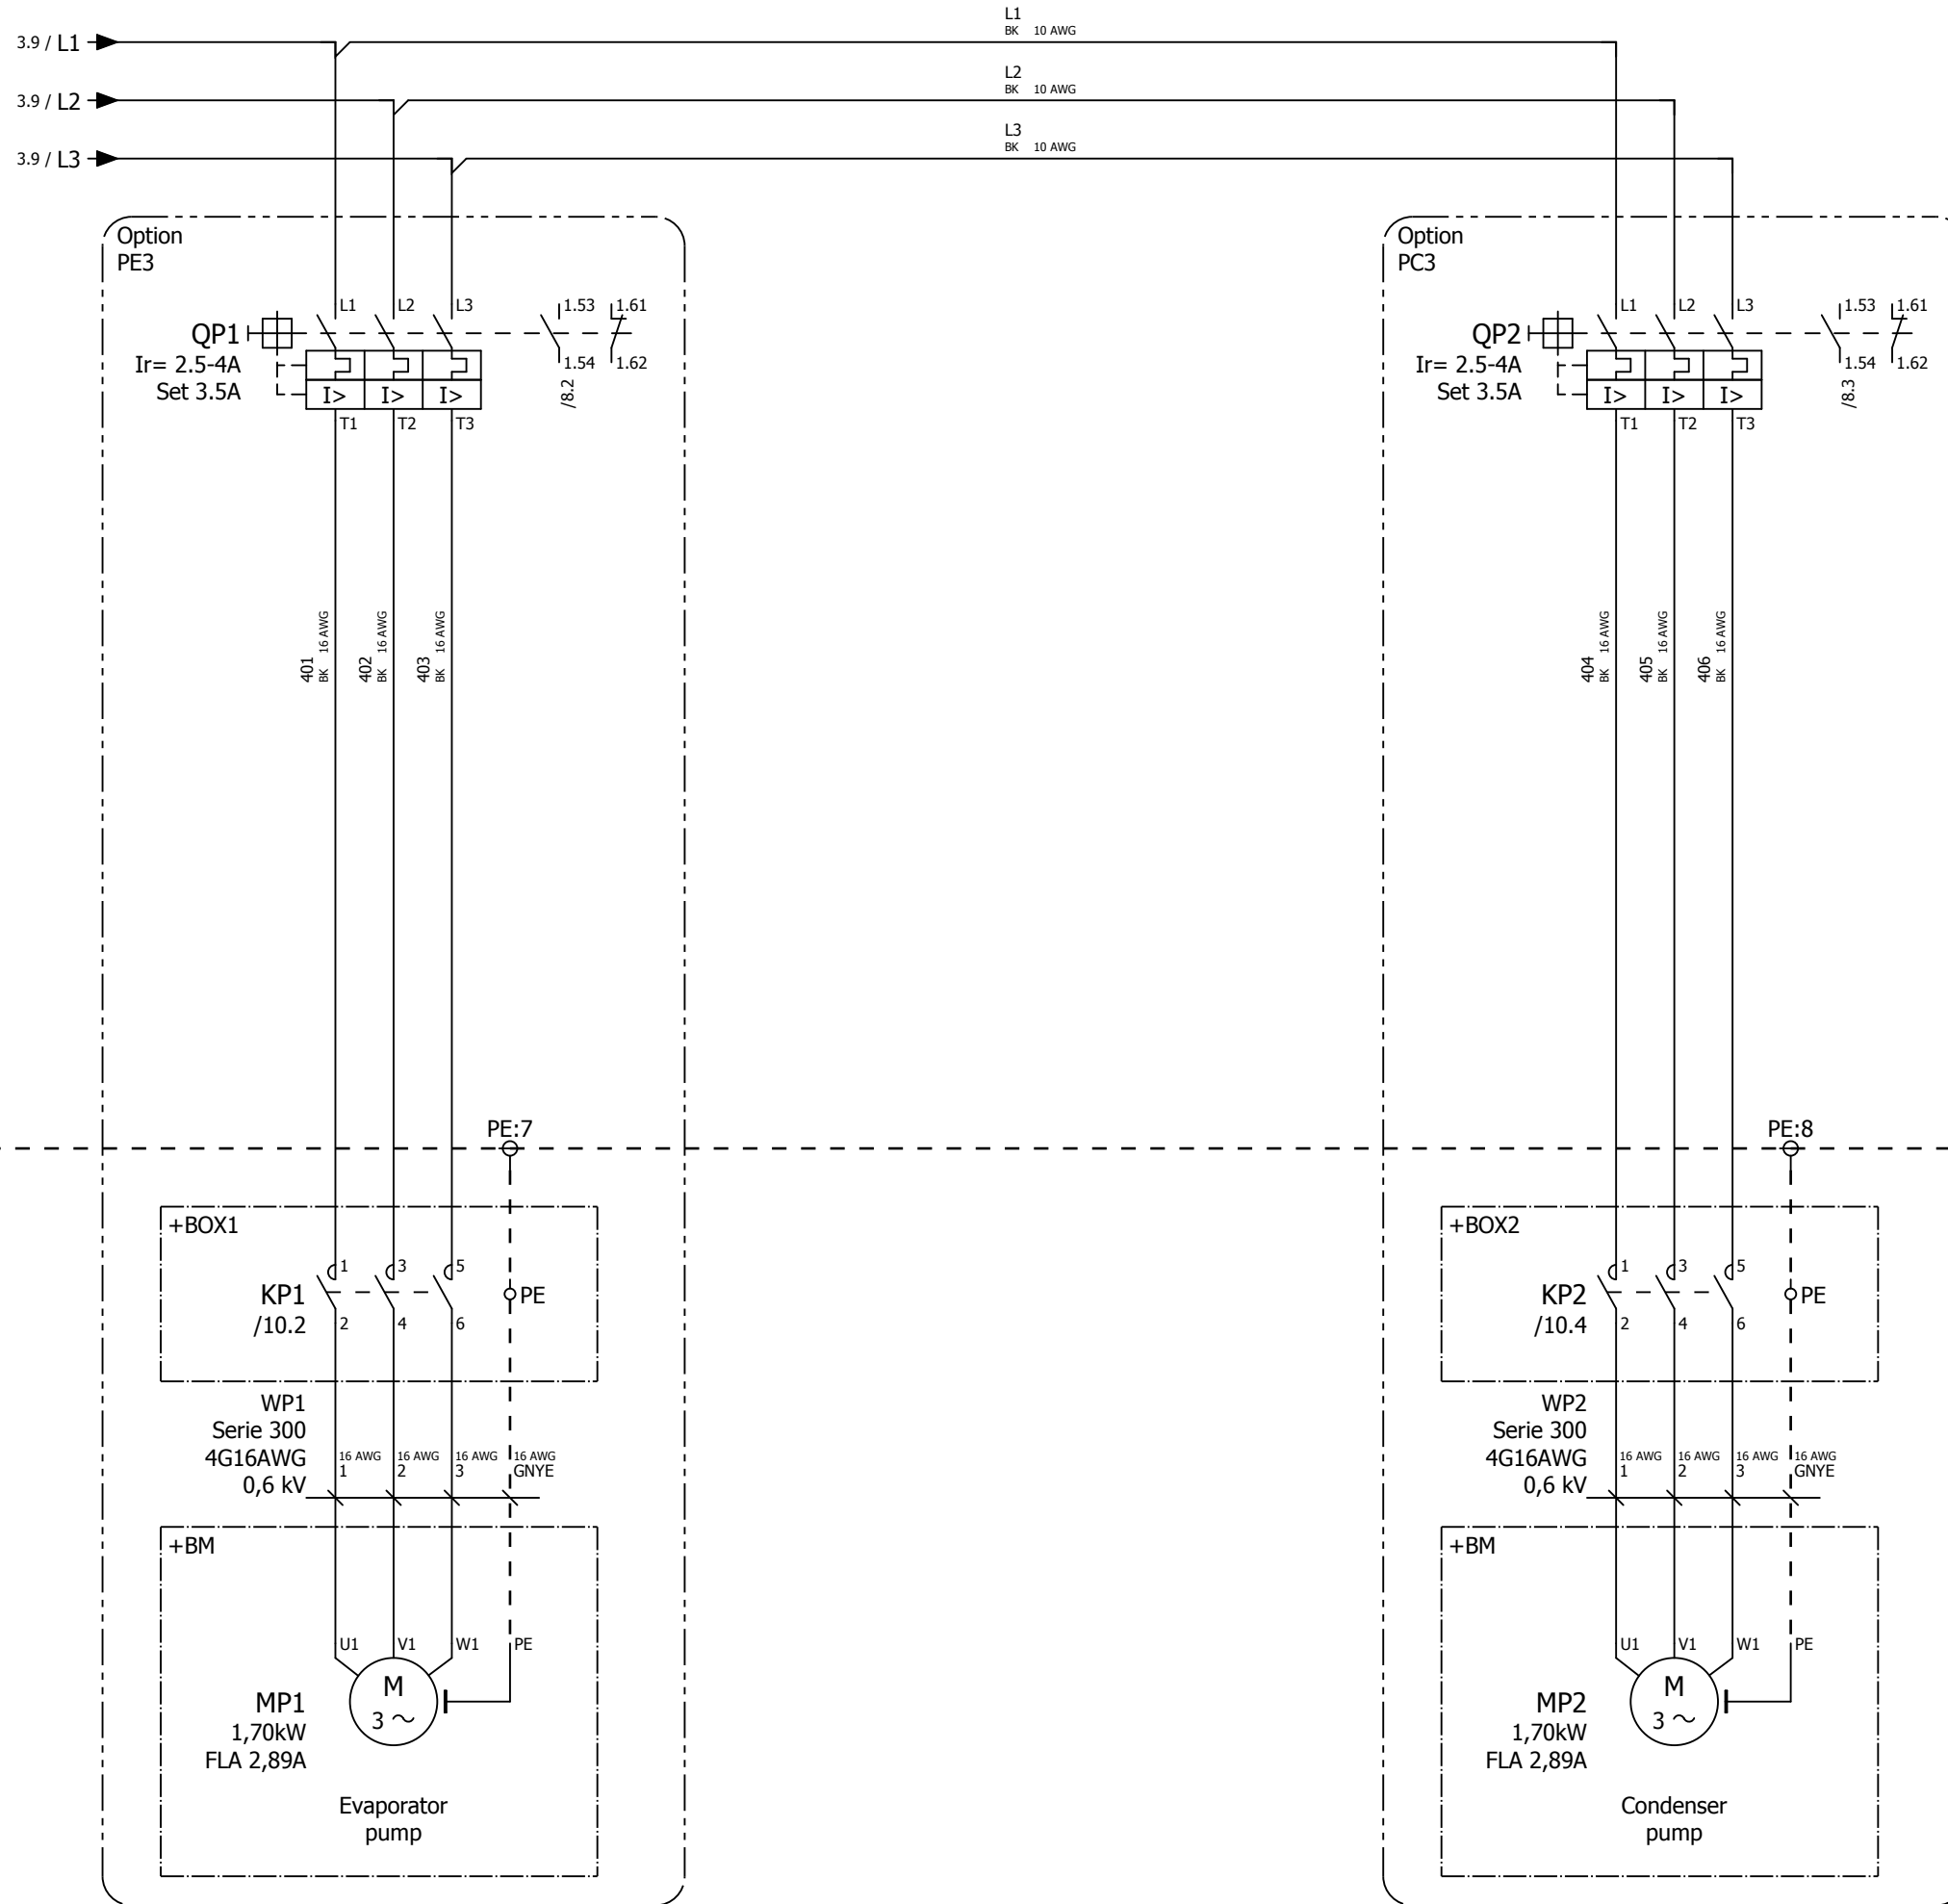 L1
BK 10 AWG
3.9 / L1
L2
BK 10 AWG
3.9 / L2
L3
BK 10 AWG
3.9 / L3
Option
PE3
QP1
Ir= 2.5-4A
Set 3.5A
L1 L2 L3
1.53 1.61
1.54 1.62
/8.2
I> I> I>
T1 T2 T3
401
BK 16 AWG
402
BK 16 AWG
403
BK 16 AWG
PE:7
+BOX1
KP1
/10.2
1 3 5
2 4 6
PE
WP1
Serie 300
4G16AWG
0,6 kV
16 AWG 16 AWG 16 AWG 16 AWG
1 2 3 GNYE
+BM
U1 V1 W1 PE
M
3 ~
MP1
1,70kW
FLA 2,89A
Evaporator
pump
Option
PC3
QP2
Ir= 2.5-4A
Set 3.5A
L1 L2 L3
1.53 1.61
1.54 1.62
/8.3
I> I> I>
T1 T2 T3
404
BK 16 AWG
405
BK 16 AWG
406
BK 16 AWG
PE:8
+BOX2
KP2
/10.4
1 3 5
2 4 6
PE
WP2
Serie 300
4G16AWG
0,6 kV
16 AWG 16 AWG 16 AWG 16 AWG
1 2 3 GNYE
+BM
U1 V1 W1 PE
M
3 ~
MP2
1,70kW
FLA 2,89A
Condenser
pump